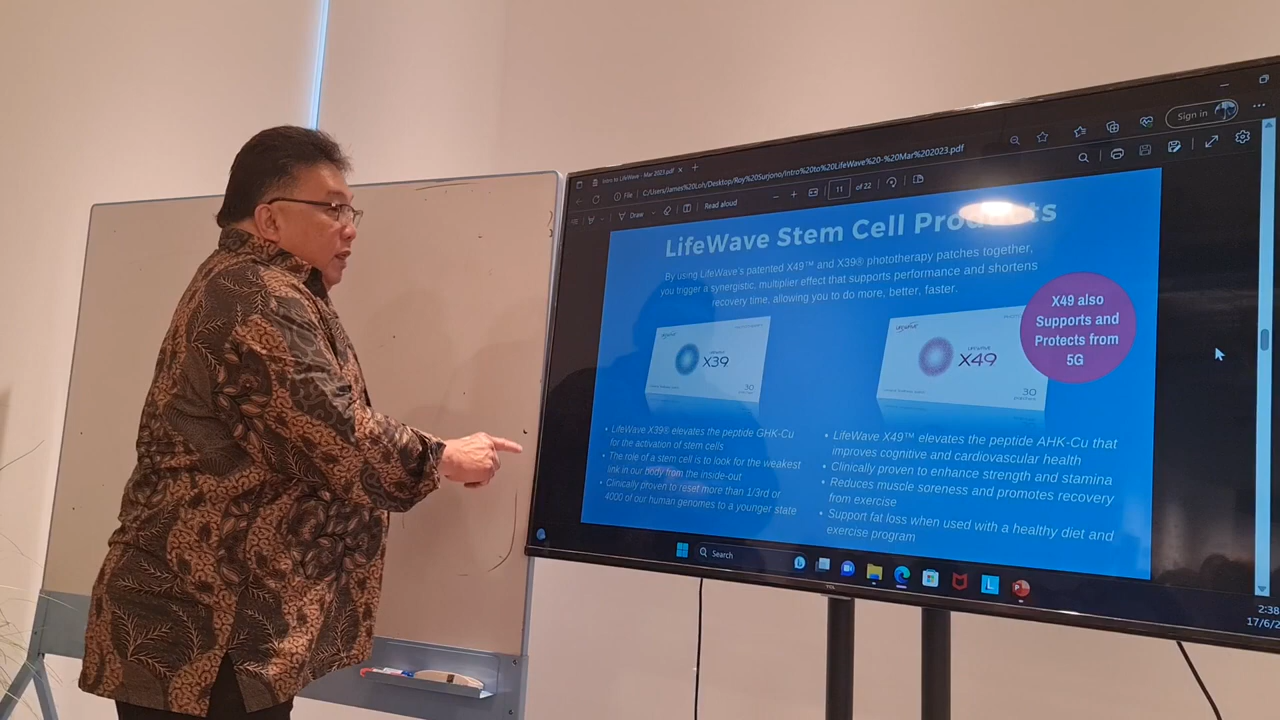 Intro to LifeWave - Mar 2023.pdf
File
C:/Users/James%20Loh/Desktop/Roy%20Surjono/Intro%20to%20LifeWave%20-%20Mar%202023.pdf
Sign in
Draw
Read aloud
11 of 22
LifeWave Stem Cell Products
By using LifeWave's patented X49™ and X39® phototherapy patches together,
you trigger a synergistic, multiplier effect that supports performance and shortens
recovery time, allowing you to do more, better, faster.
X49 also
Supports and
Protects from
5G
X39
30
X49
30
• LifeWave X39® elevates the peptide GHK-Cu
for the activation of stem cells
• The role of a stem cell is to look for the weakest
link in our body from the inside-out
• Clinically proven to reset more than 1/3rd or
4000 of our human genomes to a younger state
• LifeWave X49™ elevates the peptide AHK-Cu that
improves cognitive and cardiovascular health
• Clinically proven to enhance strength and stamina
• Reduces muscle soreness and promotes recovery
from exercise
• Support fat loss when used with a healthy diet and
exercise program
Search
2:38
17/6/2
TCL